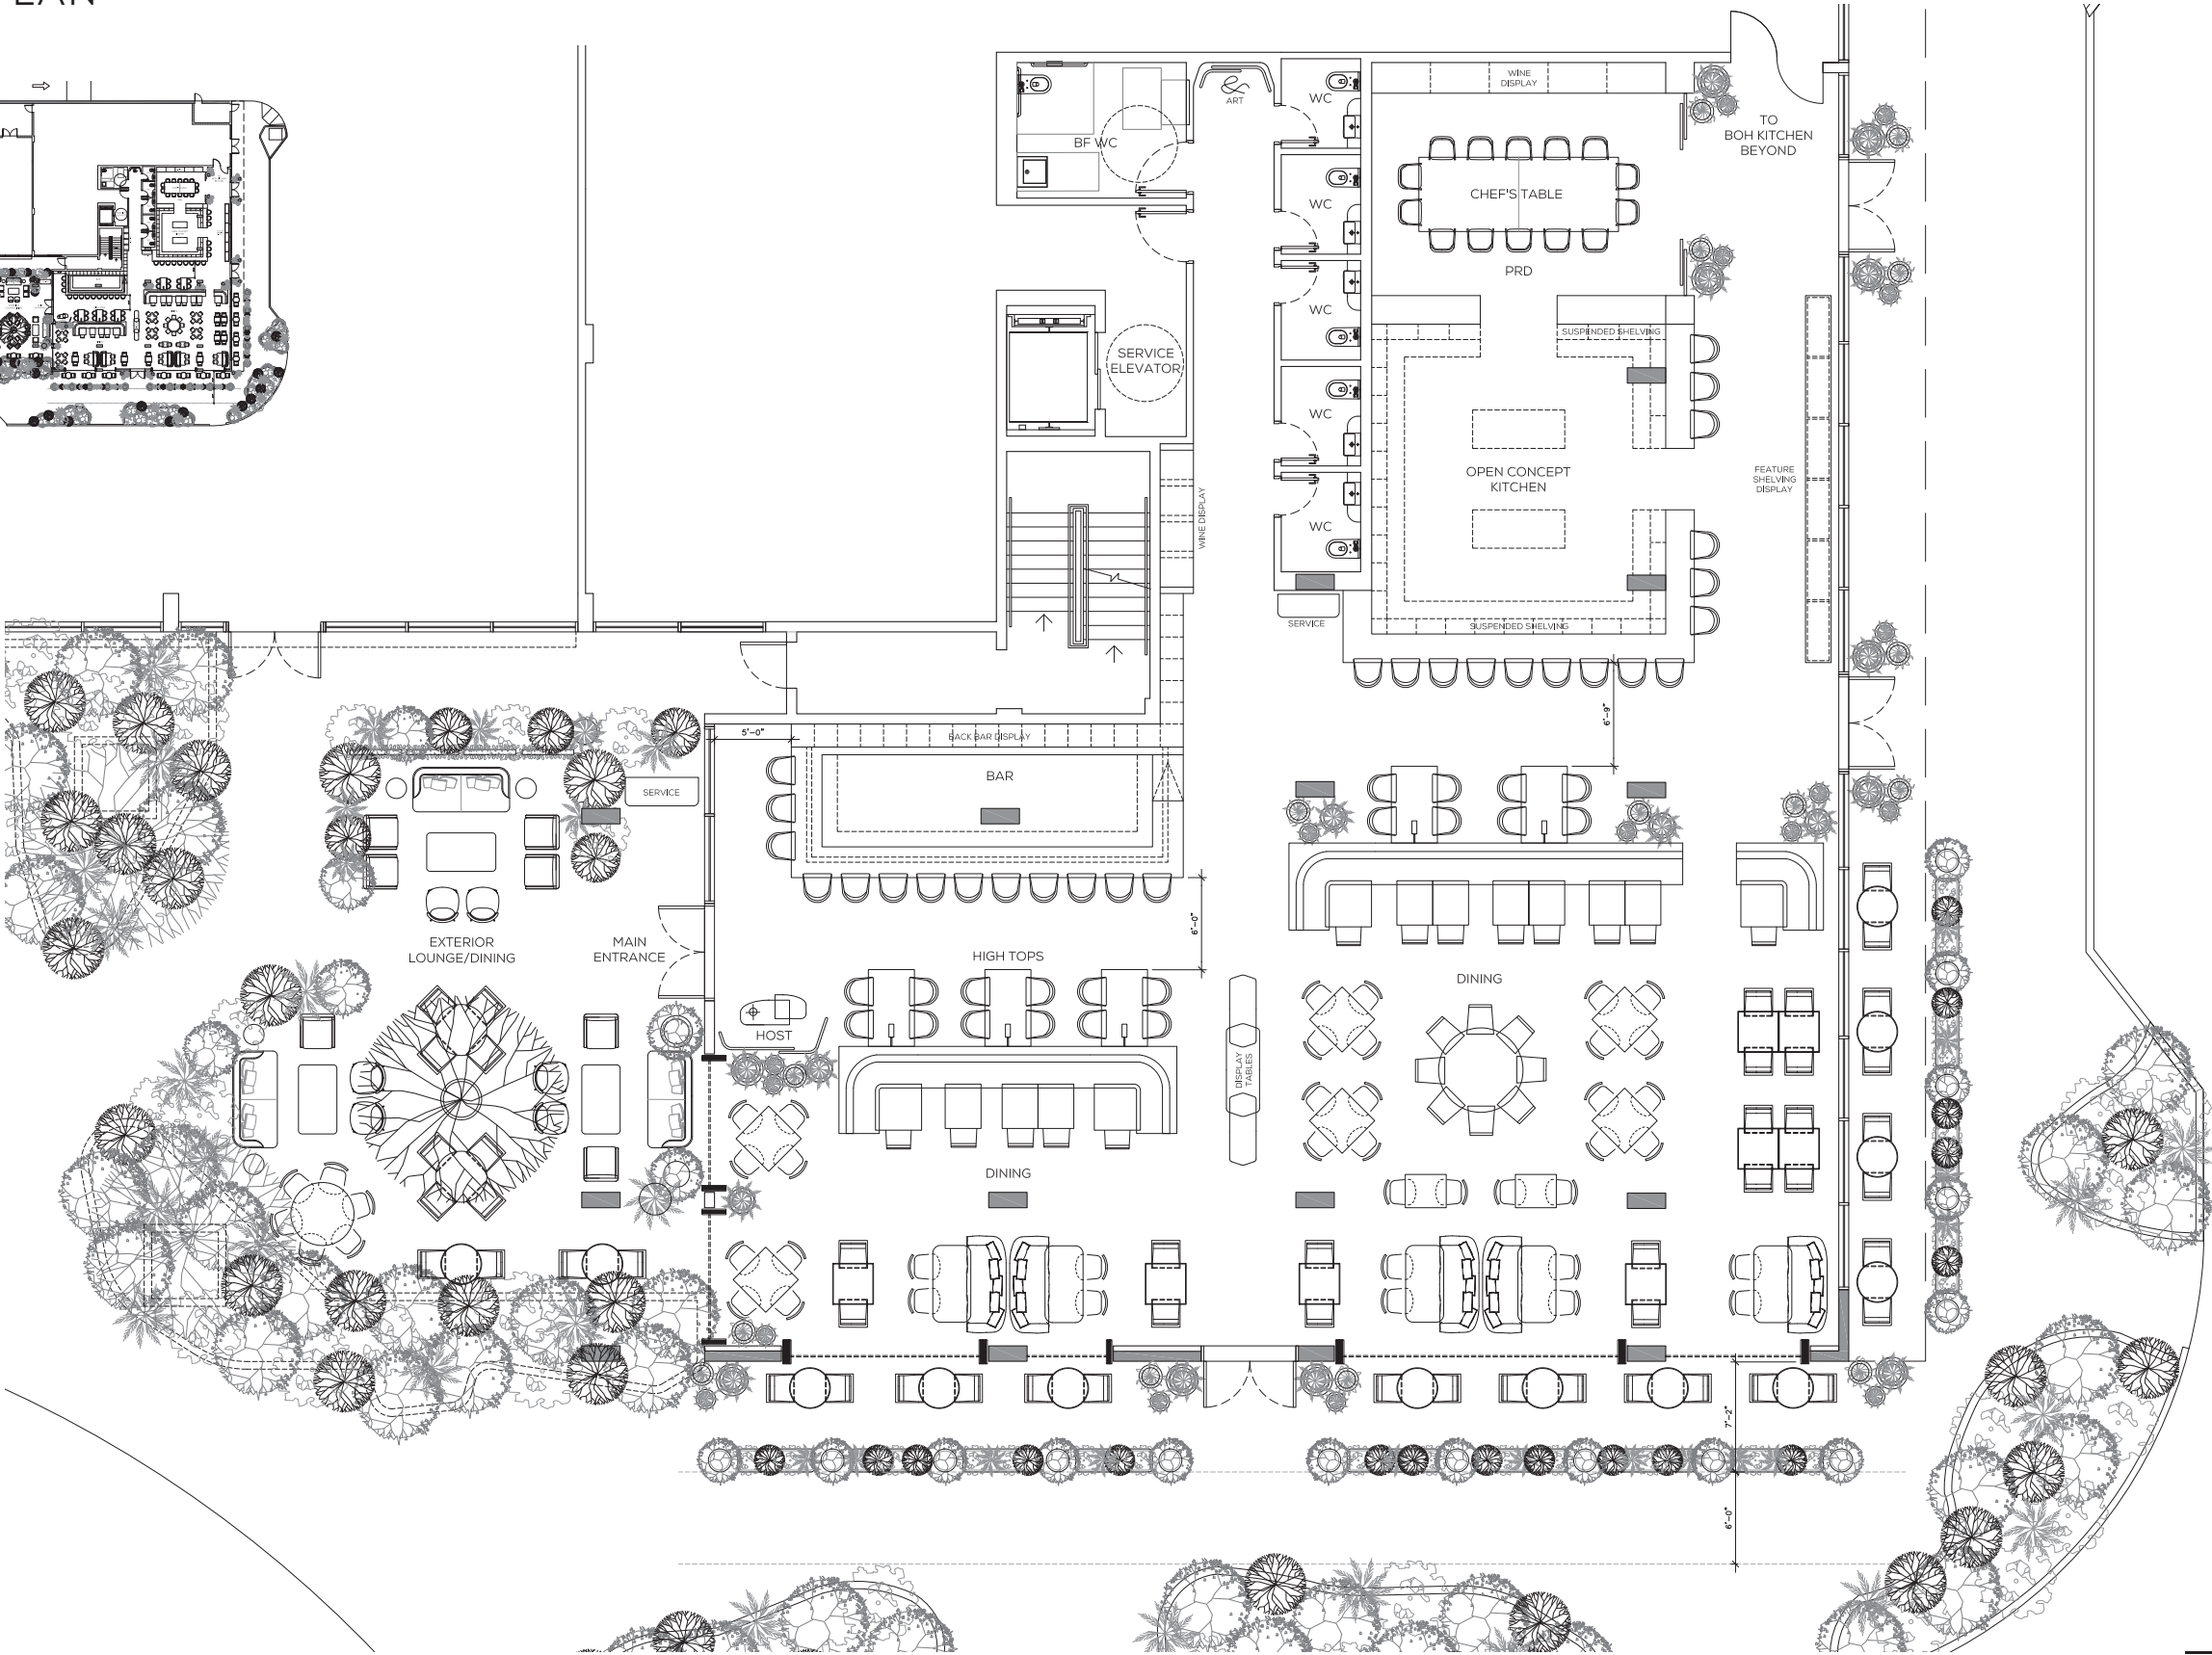 WINE
DISPLAY
ART
WC
TO
BOH KITCHEN
BEYOND
BF WC
CHEF'S TABLE
WC
PRD
WC
SUSPENDED SHELVING
SERVICE
ELEVATOR
WC
OPEN CONCEPT
KITCHEN
FEATURE
SHELVING
DISPLAY
WINE DISPLAY
WC
SERVICE
SUSPENDED SHELVING
6'-9"
5'-0"
BACK BAR DISPLAY
BAR
SERVICE
6'-0"
EXTERIOR
LOUNGE/DINING
MAIN
ENTRANCE
HIGH TOPS
DINING
HOST
DISPLAY
TABLES
DINING
7'-2"
6'-0"